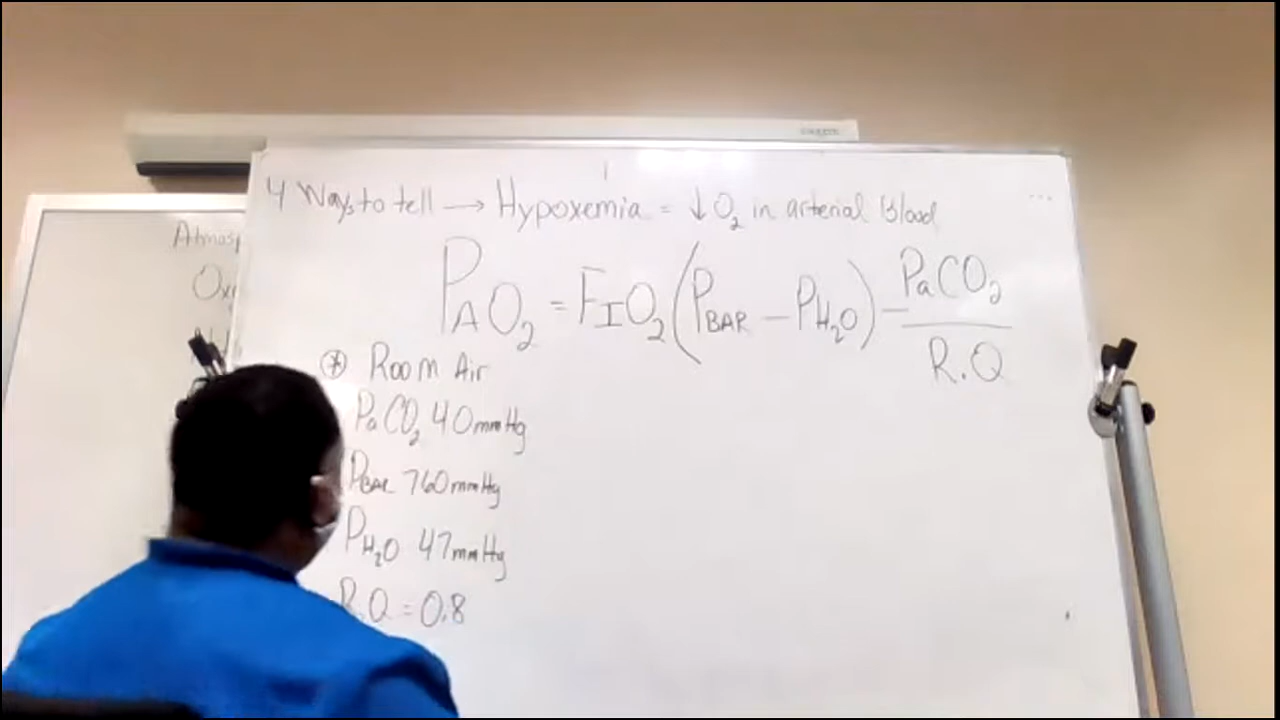 4 Ways to tell → Hypoxemia = ↓ O₂ in arterial Blood
PAO₂ = FIO₂ (PBAR − PH₂O) − PaCO₂ / R.Q
* Room Air
PaCO₂ 40mmHg
PBAR 760mmHg
PH₂O 47mmHg
R.Q = 0.8